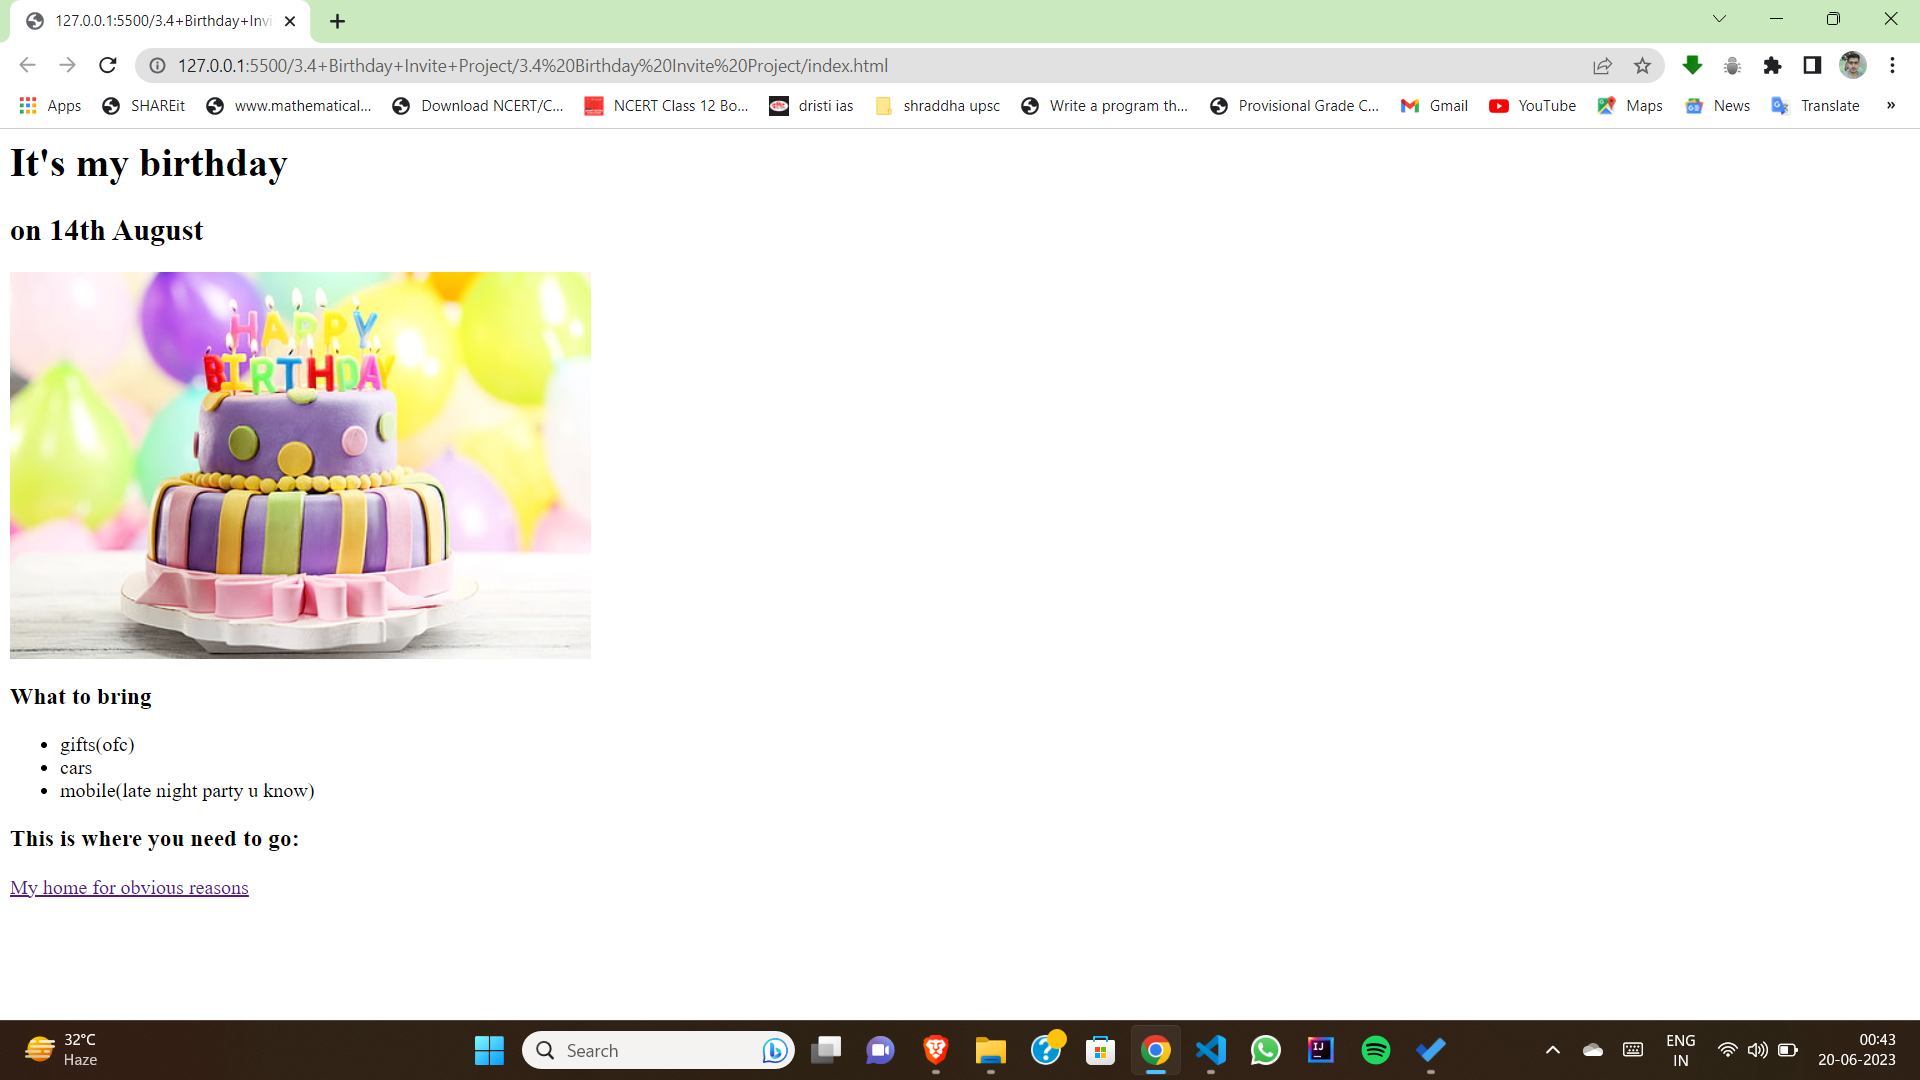 127.0.0.1:5500/3.4+Birthday+Invi
127.0.0.1:5500/3.4+Birthday+Invite+Project/3.4%20Birthday%20Invite%20Project/index.html
Apps SHAREit www.mathematical... Download NCERT/C... NCERT Class 12 Bo... dristi ias shraddha upsc Write a program th... Provisional Grade C... Gmail YouTube Maps News Translate »
It's my birthday
on 14th August
HAPPY
BIRTHDAY
What to bring
• gifts(ofc)
• cars
• mobile(late night party u know)
This is where you need to go:
My home for obvious reasons
32°C
Haze
Search
ENG
IN
00:43
20-06-2023